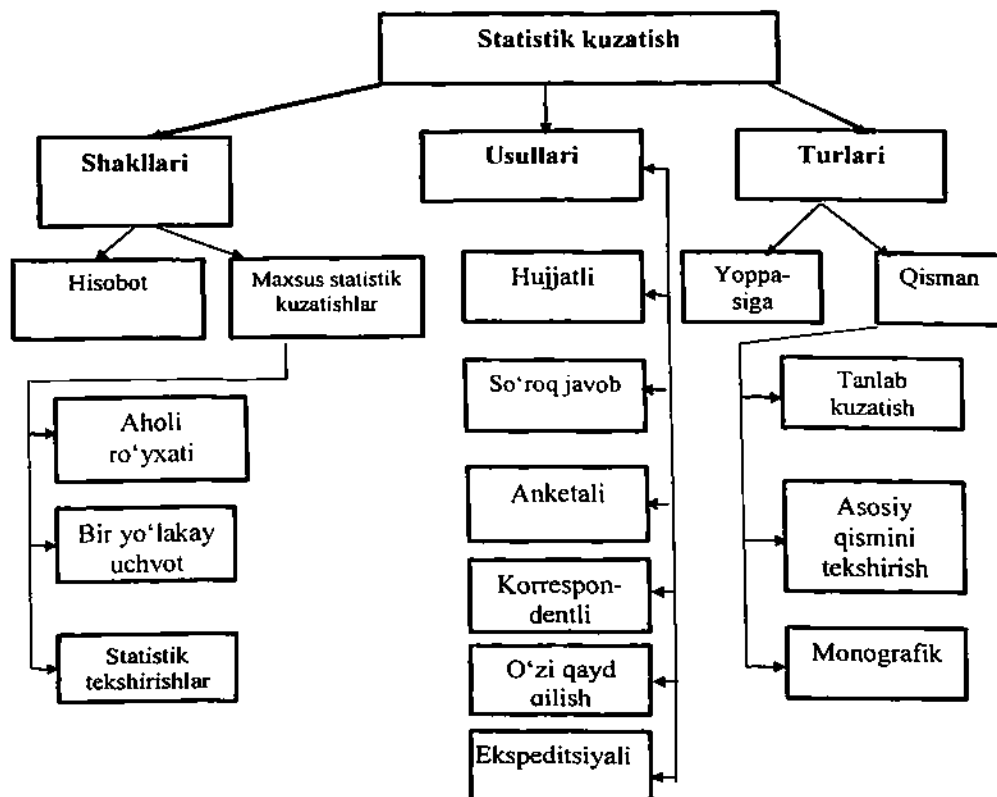 Statistik kuzatish
Shakllari
Usullari
Turlari
Hisobot
Maxsus statistik
kuzatishlar
Hujjatli
Yoppa-
siga
Qisman
So‘roq javob
Tanlab
kuzatish
Aholi
ro‘yxati
Anketali
Asosiy
qismini
tekshirish
Bir yo‘lakay
uchvot
Korrespon-
dentli
Statistik
tekshirishlar
O‘zi qayd
qilish
Monografik
Ekspeditsiyali